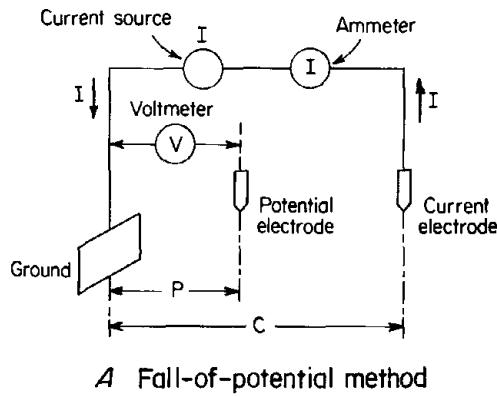 Current source
I
Ammeter
I
I
I
Voltmeter
V
Potential
electrode
Current
electrode
Ground
P
C
A Fall-of-potential method